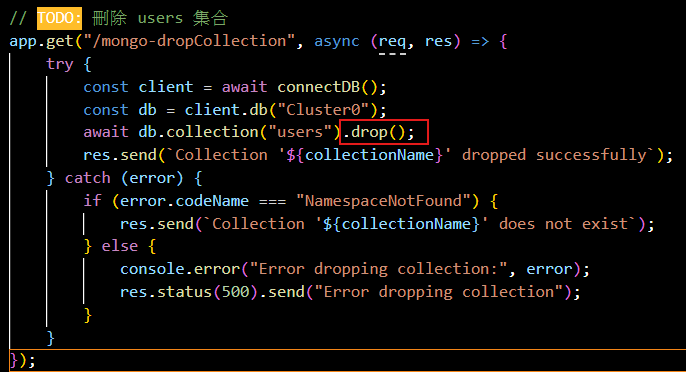 // TODO: 刪除 users 集合
app.get("/mongo-dropCollection", async (req, res) => {
    try {
        const client = await connectDB();
        const db = client.db("Cluster0");
        await db.collection("users").drop();
        res.send(`Collection '${collectionName}' dropped successfully`);
    } catch (error) {
        if (error.codeName === "NamespaceNotFound") {
            res.send(`Collection '${collectionName}' does not exist`);
        } else {
            console.error("Error dropping collection:", error);
            res.status(500).send("Error dropping collection");
        }
    }
});